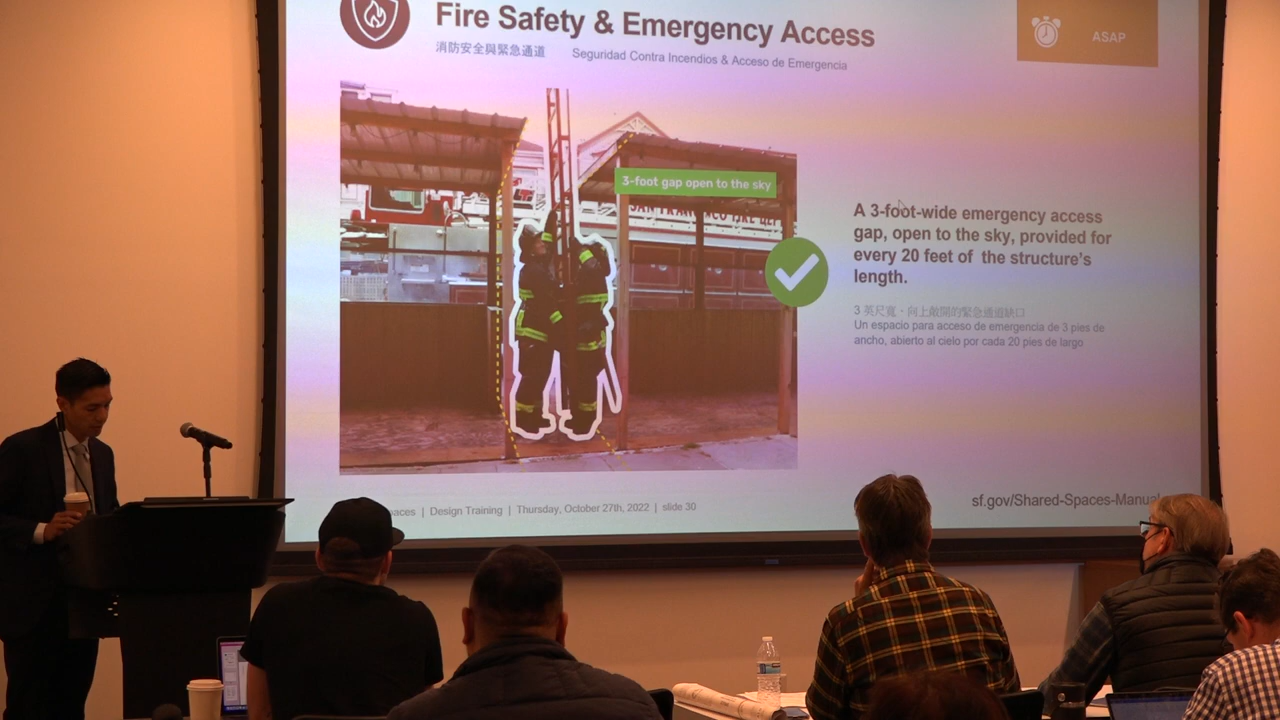 Fire Safety & Emergency Access
ASAP
消防安全與緊急通道 Seguridad Contra Incendios & Acceso de Emergencia
3-foot gap open to the sky
SAN FRANCISCO FIRE DEPT
A 3-foot-wide emergency access
gap, open to the sky, provided for
every 20 feet of the structure's
length.
3 英尺寬，向上敞開的緊急通道缺口
Un espacio para acceso de emergencia de 3 pies de
ancho, abierto al cielo por cada 20 pies de largo
| Design Training | Thursday, October 27th, 2022 | slide 30
sf.gov/Shared-Spaces-Manual